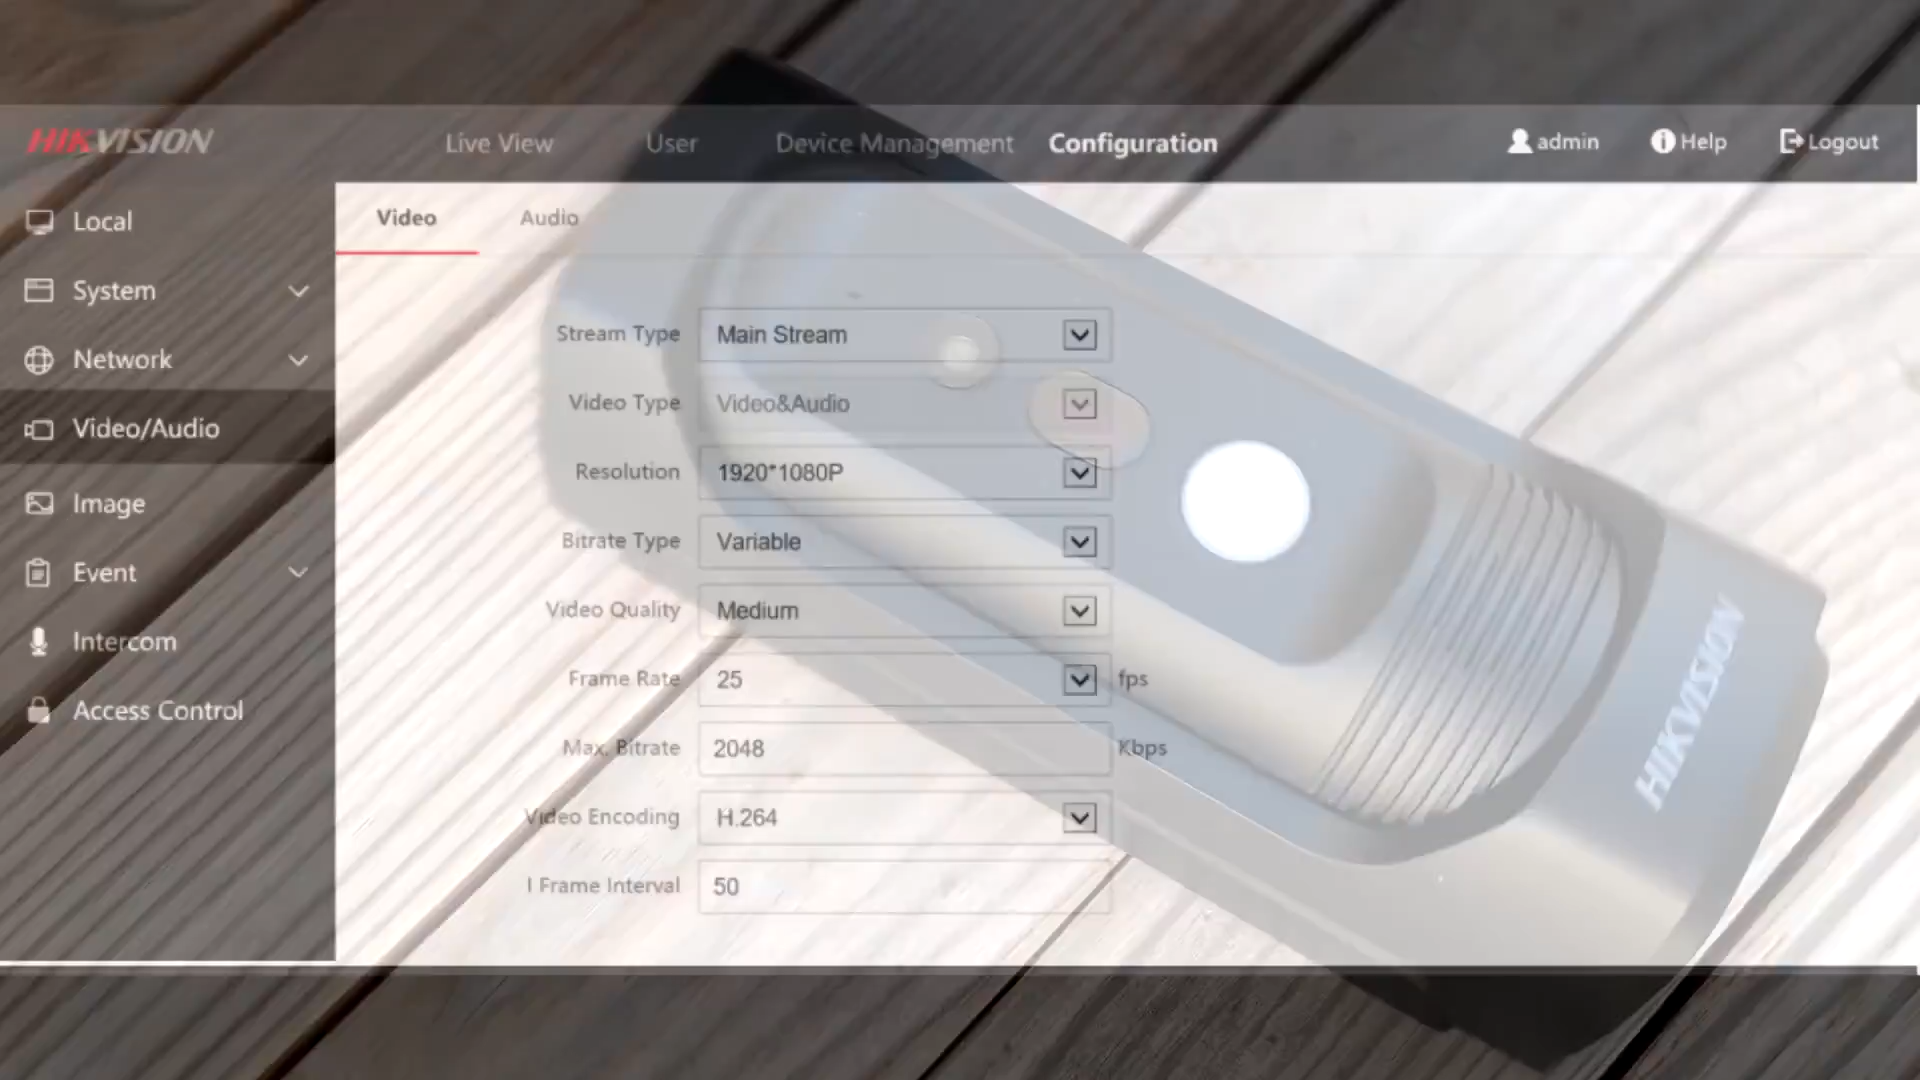 HIKVISION Live View User Device Management Configuration admin Help Logout
Video Audio
Local
System
Network
Video/Audio
Image
Event
Intercom
Access Control
Stream Type Main Stream
Video Type Video&Audio
Resolution 1920*1080P
Bitrate Type Variable
Video Quality Medium
Frame Rate 25 fps
Max. Bitrate 2048 Kbps
Video Encoding H.264
I Frame Interval 50
HIKVISION